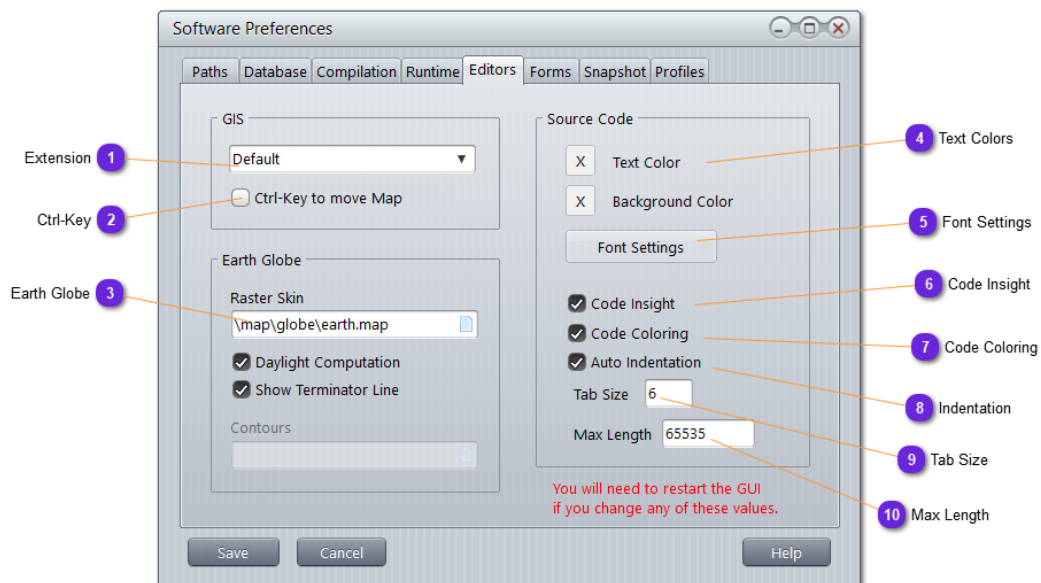 Software Preferences
Paths Database Compilation Runtime Editors Forms Snapshot Profiles
GIS
Default
Ctrl-Key to move Map
Earth Globe
Raster Skin
\map\globe\earth.map
Daylight Computation
Show Terminator Line
Contours
Source Code
X Text Color
X Background Color
Font Settings
Code Insight
Code Coloring
Auto Indentation
Tab Size 6
Max Length 65535
You will need to restart the GUI
if you change any of these values.
Save Cancel Help
Extension 1
Ctrl-Key 2
Earth Globe 3
4 Text Colors
5 Font Settings
6 Code Insight
7 Code Coloring
8 Indentation
9 Tab Size
10 Max Length